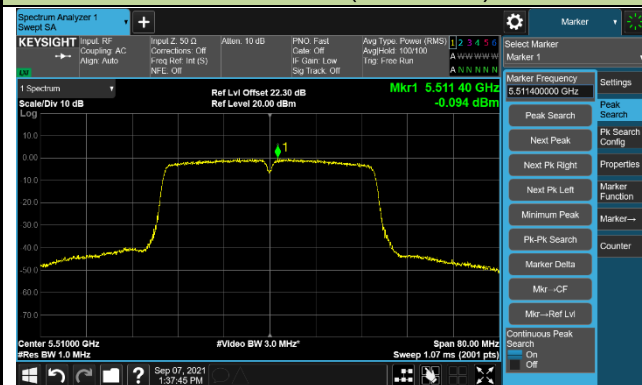 Spectrum Analyzer 1
Swept SA
+
Marker
KEYSIGHT
Input: RF
Coupling: AC
Align: Auto
Input Z: 50 Ω
Corrections: Off
Freq Ref: Int (S)
NFE: Off
Atten: 10 dB
PNO: Fast
Gate: Off
IF Gain: Low
Sig Track: Off
Avg Type: Power (RMS)
Avg|Hold: 100/100
Trig: Free Run
1 2 3 4 5 6
A W W W W W
A N N N N N
Select Marker
Marker 1
1 Spectrum
Scale/Div 10 dB
Log
Ref Lvl Offset 22.30 dB
Ref Level 20.00 dBm
Mkr1 5.511 40 GHz
-0.094 dBm
10.0
0.00
10.0
20.0
30.0
40.0
50.0
60.0
70.0
1
Center 5.51000 GHz
#Res BW 1.0 MHz
#Video BW 3.0 MHz*
Span 80.00 MHz
Sweep 1.07 ms (2001 pts)
Marker Frequency
5.511400000 GHz
Peak Search
Next Peak
Next Pk Right
Next Pk Left
Minimum Peak
Pk-Pk Search
Marker Delta
Mkr→CF
Mkr→Ref Lvl
Continuous Peak
Search
On
Off
Settings
Peak
Search
Pk Search
Config
Properties
Marker
Function
Marker→
Counter
?
Sep 07, 2021
1:37:45 PM